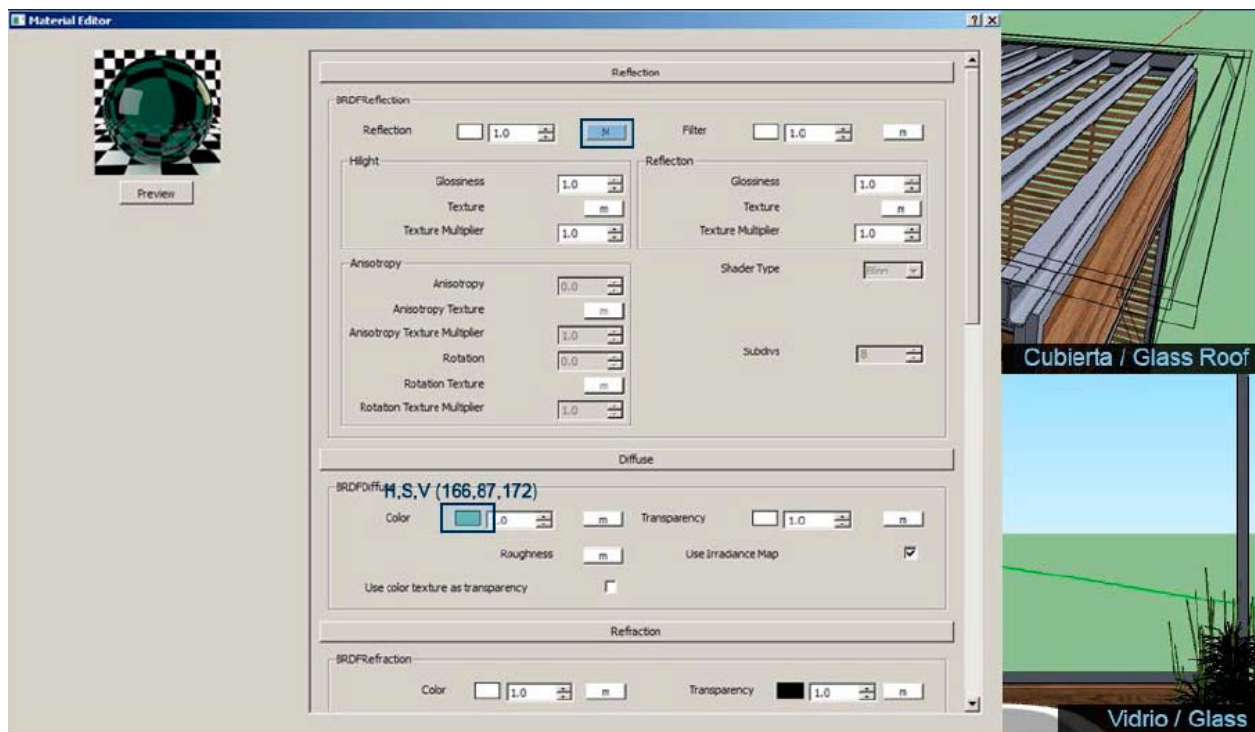 Material Editor
Preview
Reflection
BRDFReflection
Reflection 1.0 M Filter 1.0 m
Hilight
Glossiness 1.0
Texture m
Texture Multiplier 1.0
Reflection
Glossiness 1.0
Texture m
Texture Multiplier 1.0
Anisotropy
Anisotropy 0.0
Anisotropy Texture m
Anisotropy Texture Multiplier 1.0
Rotation 0.0
Rotation Texture m
Rotation Texture Multiplier 1.0
Shader Type Blinn
Subdivs 8
Diffuse
H,S,V (166,87,172)
Color 1.0 m Transparency 1.0 m
Roughness m Use Irradiance Map
Use color texture as transparency
Refraction
BRDFRefraction
Color 1.0 m Transparency 1.0 m
Cubierta / Glass Roof
Vidrio / Glass